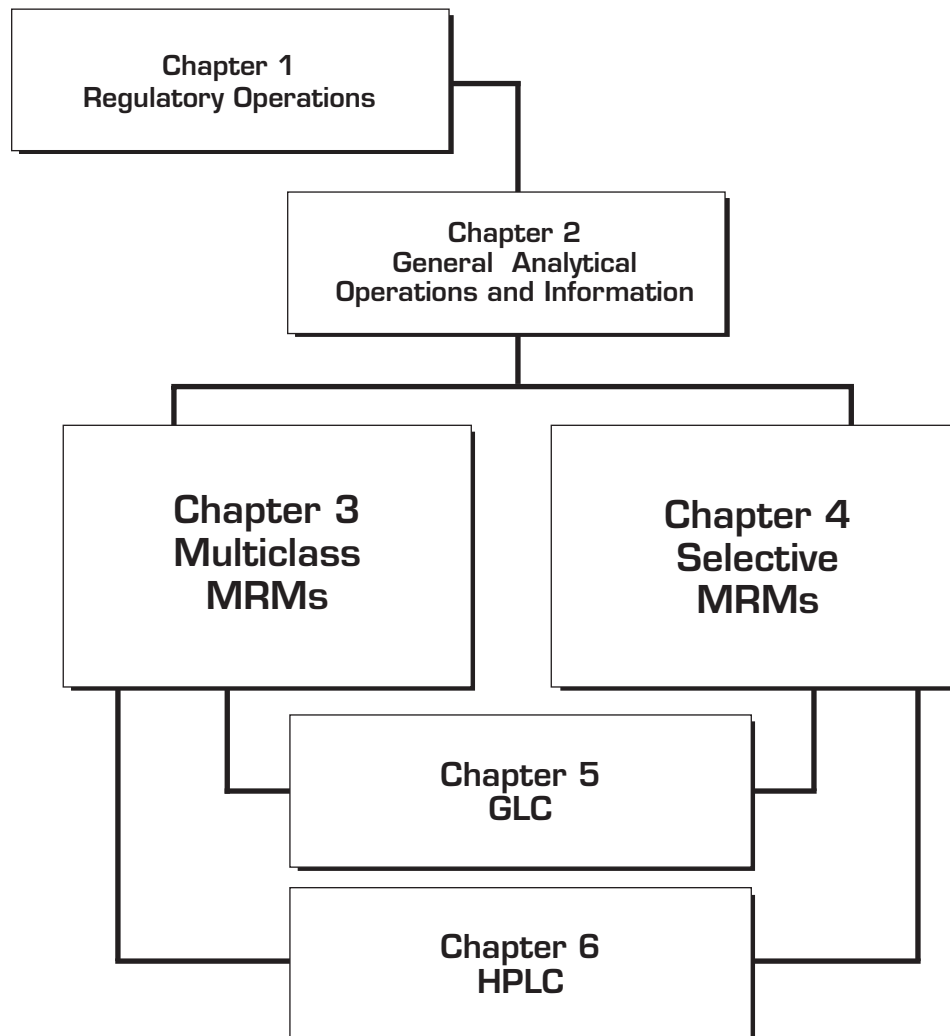 Chapter 1
Regulatory Operations
Chapter 2
General Analytical
Operations and Information
Chapter 3
Multiclass
MRMs
Chapter 4
Selective
MRMs
Chapter 5
GLC
Chapter 6
HPLC